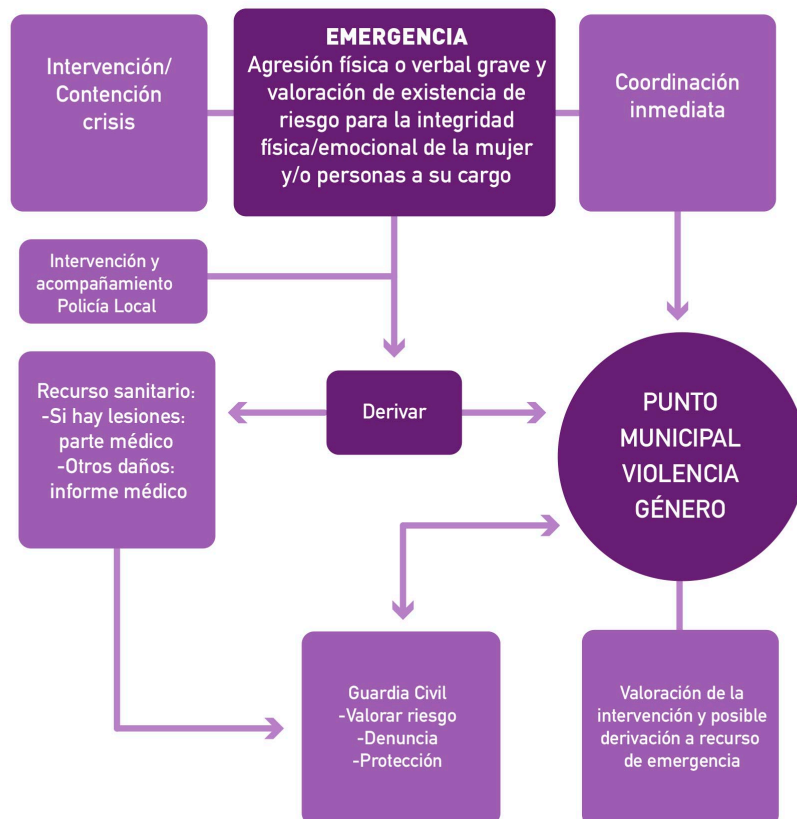 Intervención/
Contención
crisis
EMERGENCIA
Agresión física o verbal grave y
valoración de existencia de
riesgo para la integridad
física/emocional de la mujer
y/o personas a su cargo
Coordinación
inmediata
Intervención y
acompañamiento
Policía Local
Recurso sanitario:
-Si hay lesiones:
parte médico
-Otros daños:
informe médico
Derivar
PUNTO
MUNICIPAL
VIOLENCIA
GÉNERO
Guardia Civil
-Valorar riesgo
-Denuncia
-Protección
Valoración de la
intervención y posible
derivación a recurso
de emergencia